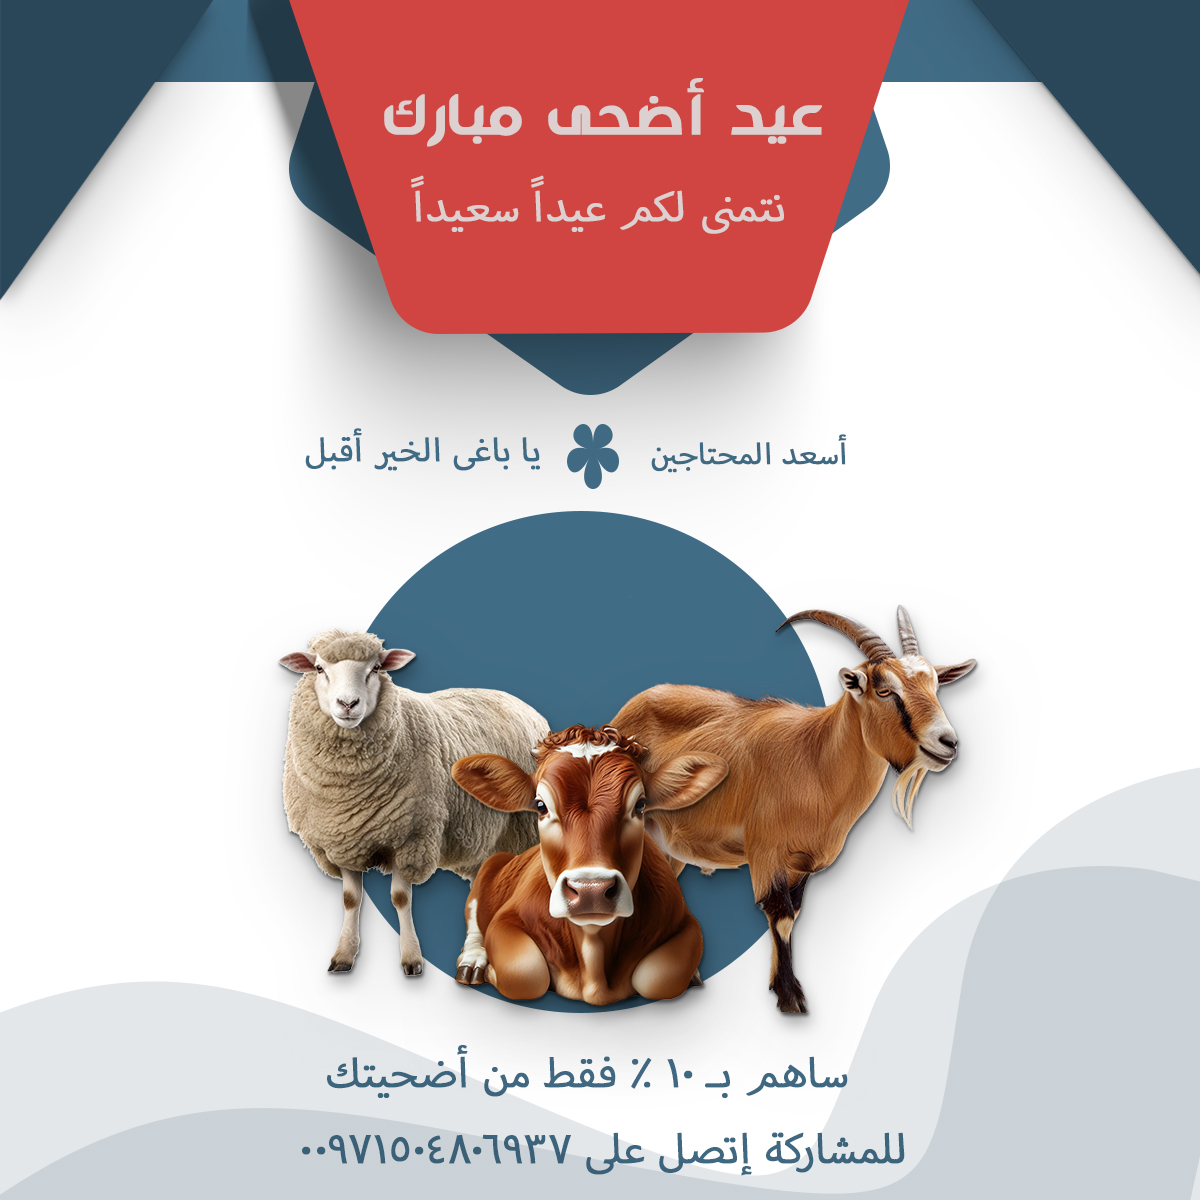 عيد أضحى مبارك
نتمنى لكم عيداً سعيداً
أسعد المحتاجين
يا باغى الخير أقبل
ساهم بـ ١٠ ٪ فقط من أضحيتك
للمشاركة إتصل على ٠٠٩٧١٥٠٤٨٠٦٩٣٧